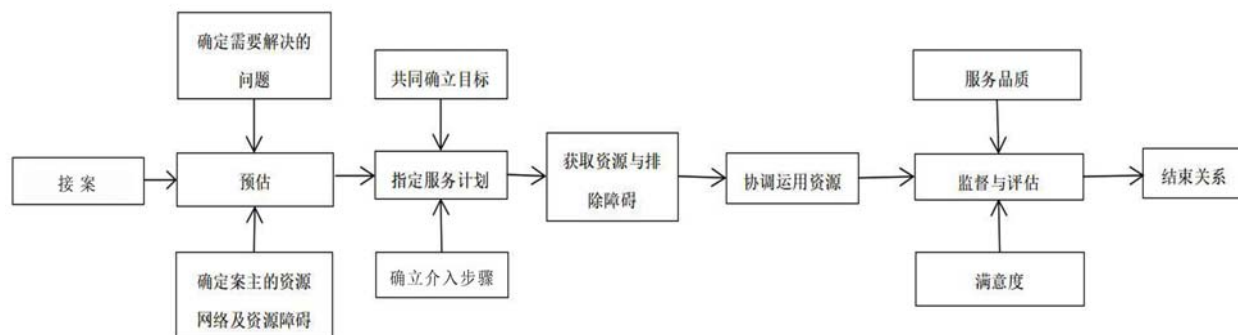 确定需要解决的
问题
共同确立目标
服务品质
接案
预估
指定服务计划
获取资源与排
除障碍
协调运用资源
监督与评估
结束关系
确定案主的资源
网络及资源障碍
确立介入步骤
满意度